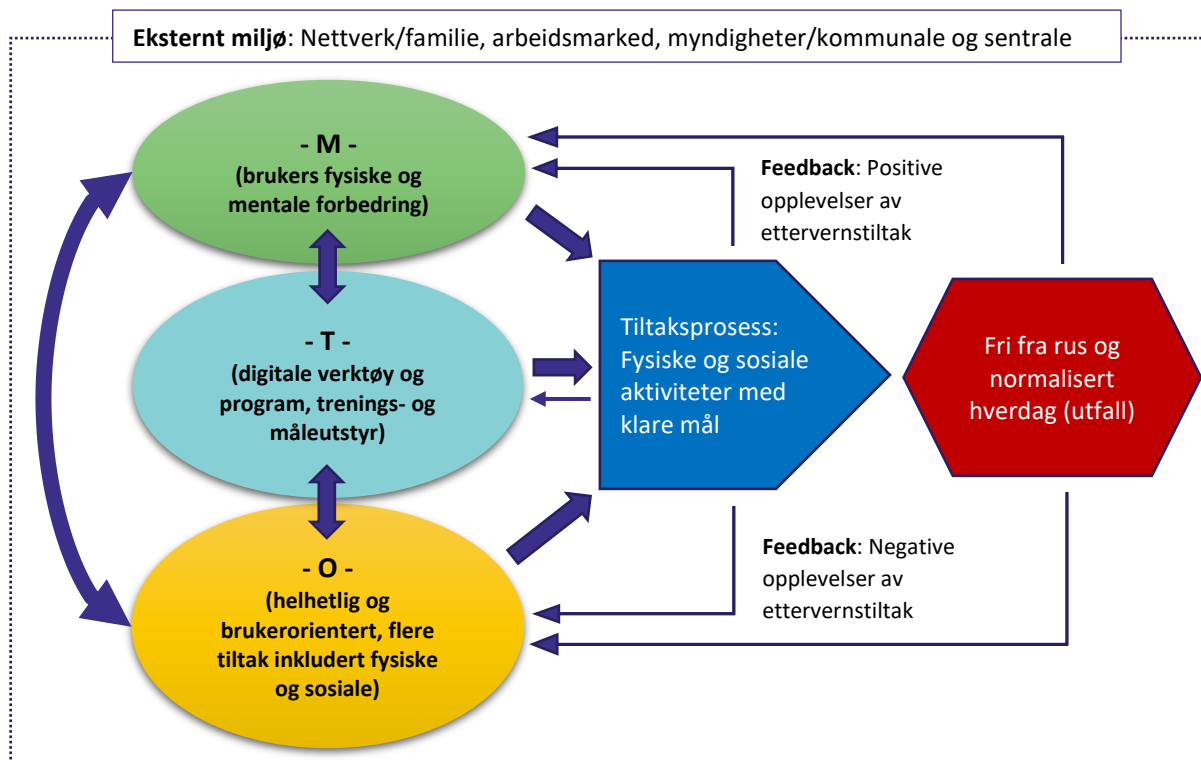 Eksternt miljø: Nettverk/familie, arbeidsmarked, myndigheter/kommunale og sentrale
- M -
(brukers fysiske og
mentale forbedring)
- T -
(digitale verktøy og
program, trenings- og
måleutstyr)
- O -
(helhetlig og
brukerorientert, flere
tiltak inkludert fysiske
og sosiale)
Feedback: Positive
opplevelser av
ettervernstiltak
Tiltaksprosess:
Fysiske og sosiale
aktiviteter med
klare mål
Fri fra rus og
normalisert
hverdag (utfall)
Feedback: Negative
opplevelser av
ettervernstiltak